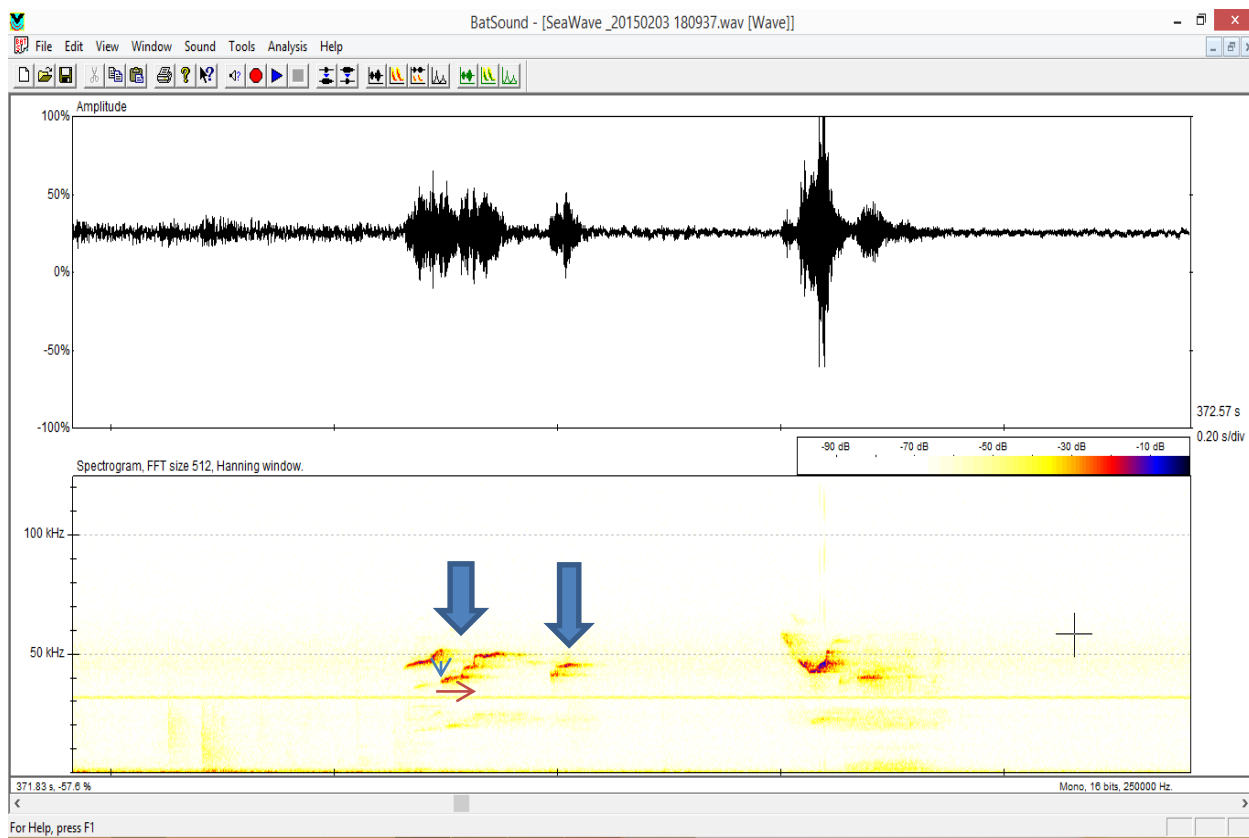 BatSound - [SeaWave _20150203 180937.wav [Wave]]
File Edit View Window Sound Tools Analysis Help
Amplitude
100%
50%
0%
-50%
-100%
372.57 s
0.20 s/div
-90 dB -70 dB -50 dB -30 dB -10 dB
Spectrogram, FFT size 512, Hanning window.
100 kHz
50 kHz
371.83 s, -57.6 %
Mono, 16 bits, 250000 Hz.
For Help, press F1